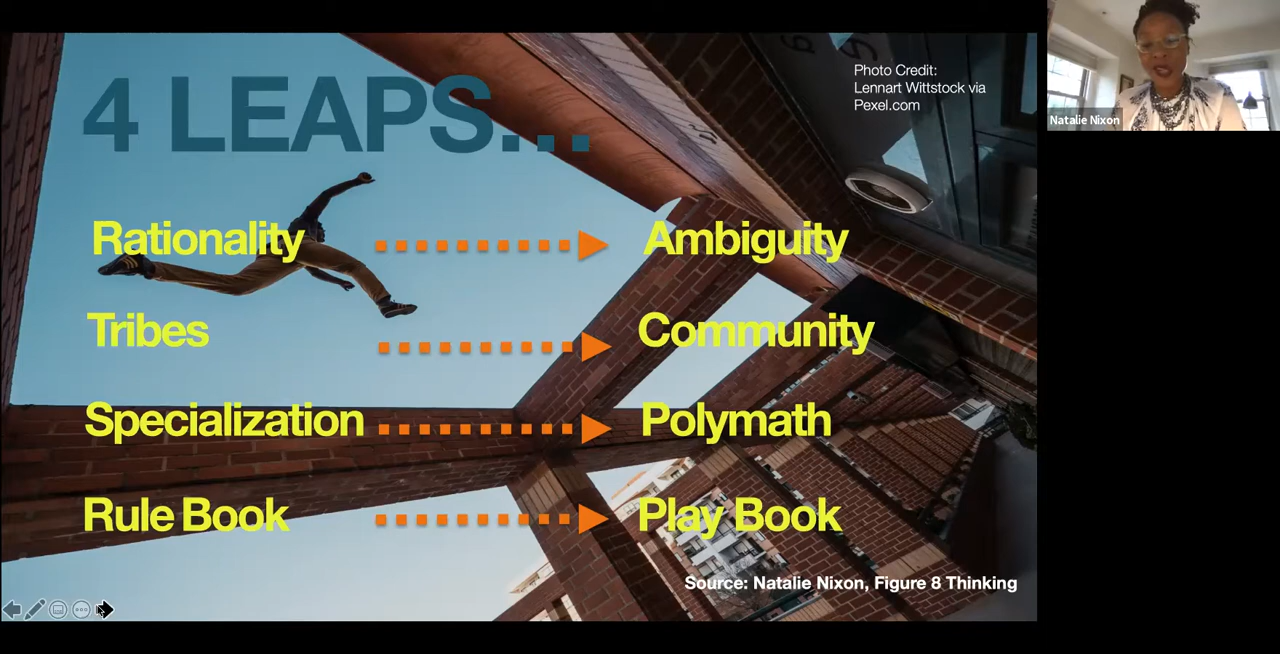 4 LEAPS...
Photo Credit:
Lennart Wittstock via
Pexel.com
Natalie Nixon
Rationality
Ambiguity
Tribes
Community
Specialization
Polymath
Rule Book
Play Book
Source: Natalie Nixon, Figure 8 Thinking